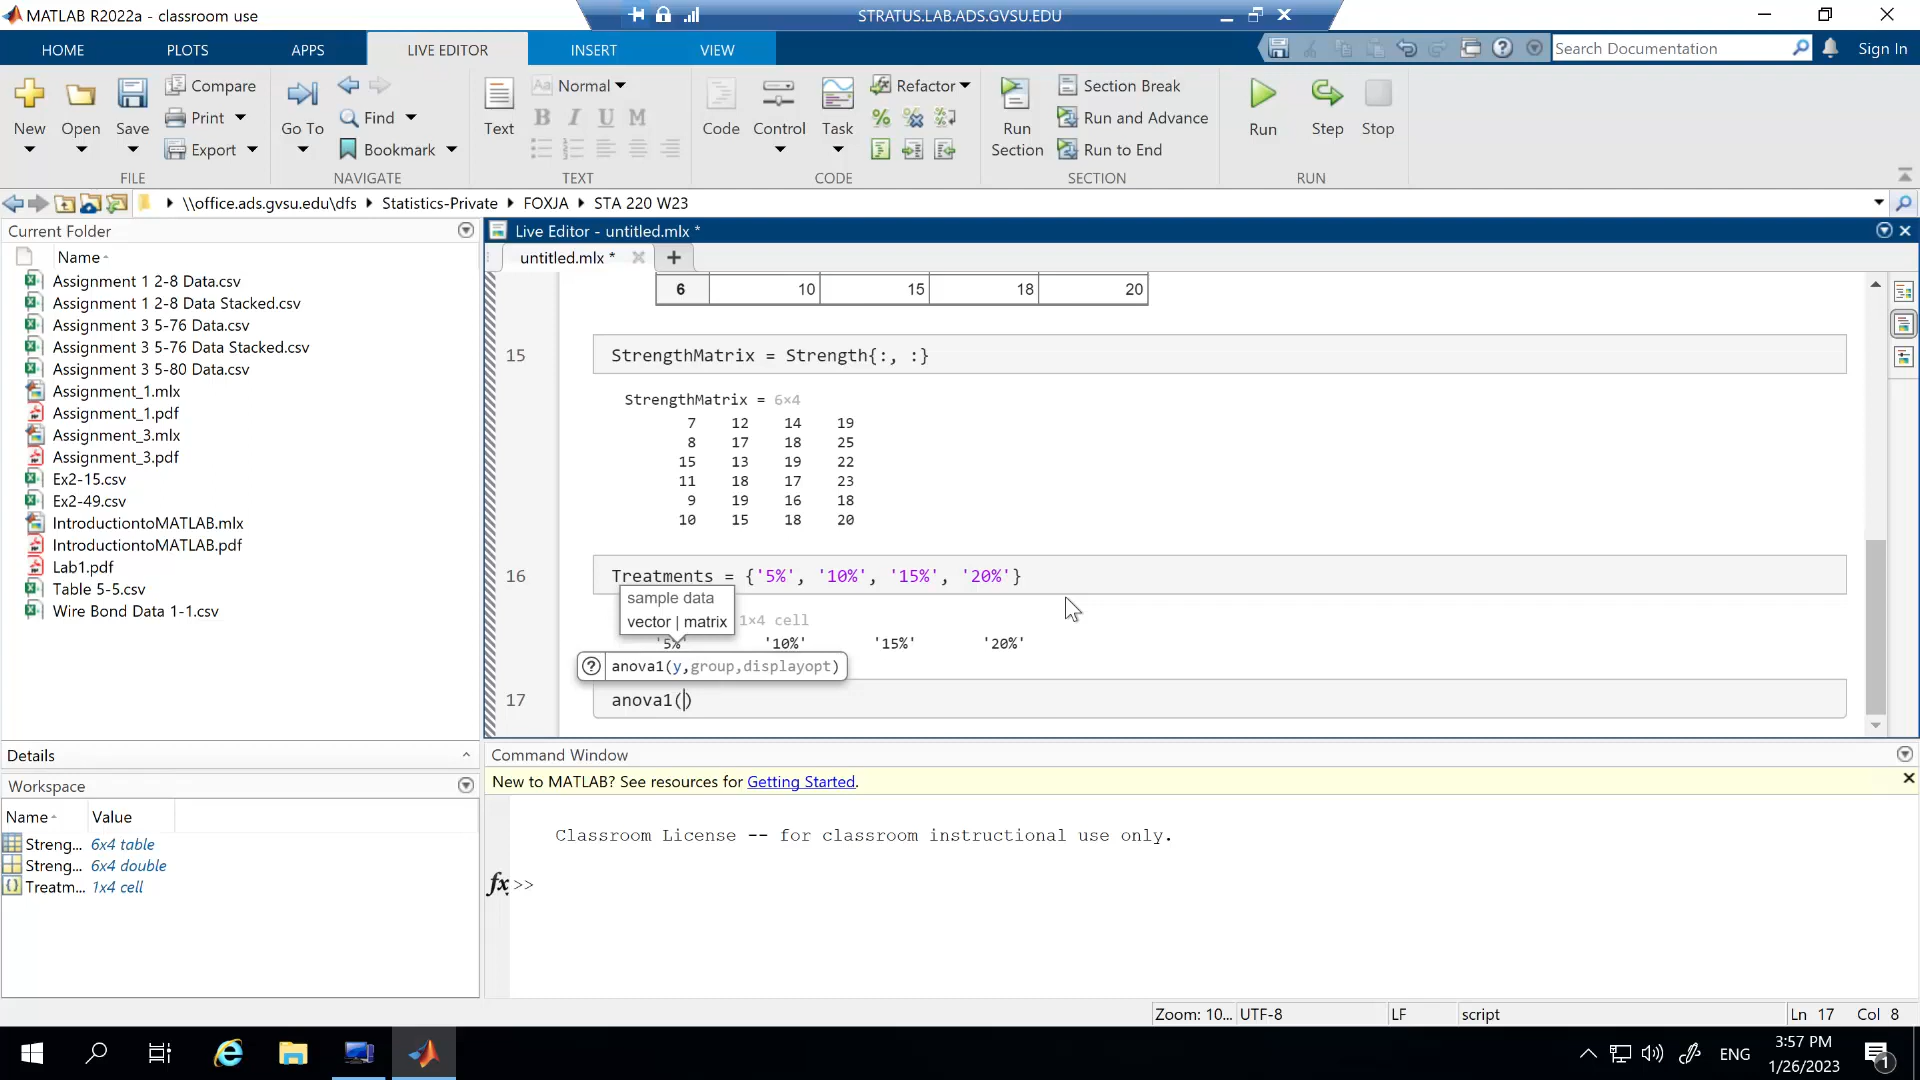 MATLAB R2022a - classroom use
STRATUS.LAB.ADS.GVSU.EDU
HOME PLOTS APPS LIVE EDITOR INSERT VIEW
Search Documentation
Sign In
New
Open
Save
Compare
Print
Export
FILE
Go To
Find
Bookmark
NAVIGATE
Text
Aa Normal
B I U M
TEXT
Code
Control
Task
Refactor
CODE
Run Section
Section Break
Run and Advance
Run to End
SECTION
Run
Step
Stop
RUN
\\office.ads.gvsu.edu\dfs Statistics-Private FOXJA STA 220 W23
Current Folder
Name
Assignment 1 2-8 Data.csv
Assignment 1 2-8 Data Stacked.csv
Assignment 3 5-76 Data.csv
Assignment 3 5-76 Data Stacked.csv
Assignment 3 5-80 Data.csv
Assignment_1.mlx
Assignment_1.pdf
Assignment_3.mlx
Assignment_3.pdf
Ex2-15.csv
Ex2-49.csv
IntroductiontoMATLAB.mlx
IntroductiontoMATLAB.pdf
Lab1.pdf
Table 5-5.csv
Wire Bond Data 1-1.csv
Details
Workspace
Name Value
Streng... 6x4 table
Streng... 6x4 double
Treatm... 1x4 cell
Live Editor - untitled.mlx *
untitled.mlx *
6 10 15 18 20
15 StrengthMatrix = Strength{:, :}
StrengthMatrix = 6×4
7 12 14 19
8 17 18 25
15 13 19 22
11 18 17 23
9 19 16 18
10 15 18 20
16 Treatments = {'5%', '10%', '15%', '20%'}
sample data
vector | matrix
1×4 cell
'5%' '10%' '15%' '20%'
anova1(y,group,displayopt)
17 anova1()
Command Window
New to MATLAB? See resources for Getting Started.
Classroom License -- for classroom instructional use only.
fx >>
Zoom: 10... UTF-8 LF script Ln 17 Col 8
ENG
3:57 PM
1/26/2023
1